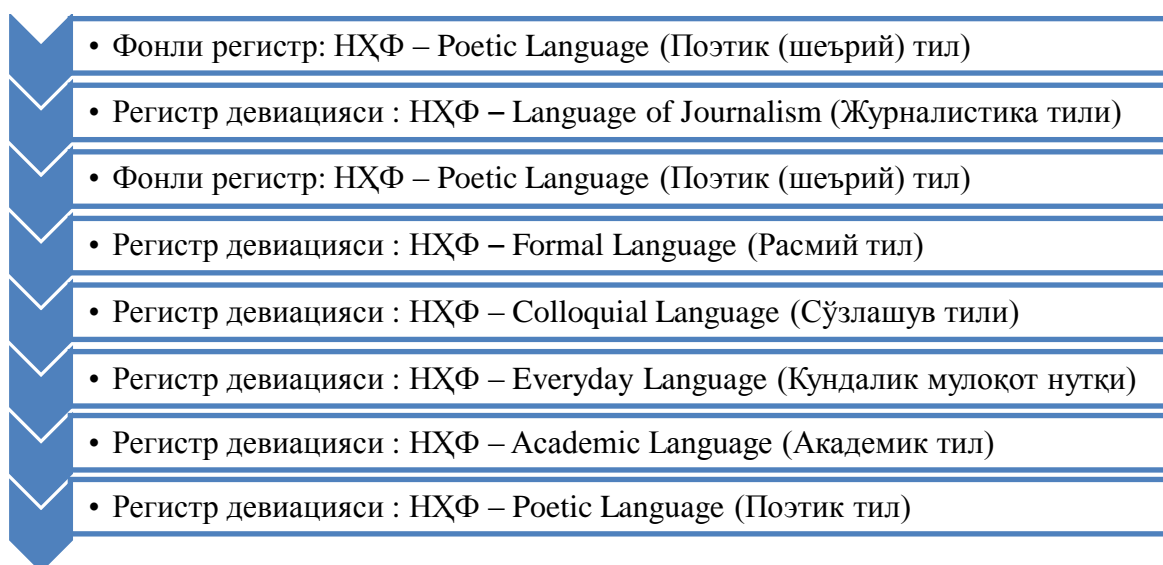 • Фонли регистр: НҲФ – Poetic Language (Поэтик (шеърий) тил)
• Регистр девиацияси : НҲФ – Language of Journalism (Журналистика тили)
• Фонли регистр: НҲФ – Poetic Language (Поэтик (шеърий) тил)
• Регистр девиацияси : НҲФ – Formal Language (Расмий тил)
• Регистр девиацияси : НҲФ – Colloquial Language (Сўзлашув тили)
• Регистр девиацияси : НҲФ – Everyday Language (Кундалик мулоқот нутқи)
• Регистр девиацияси : НҲФ – Academic Language (Академик тил)
• Регистр девиацияси : НҲФ – Poetic Language (Поэтик тил)